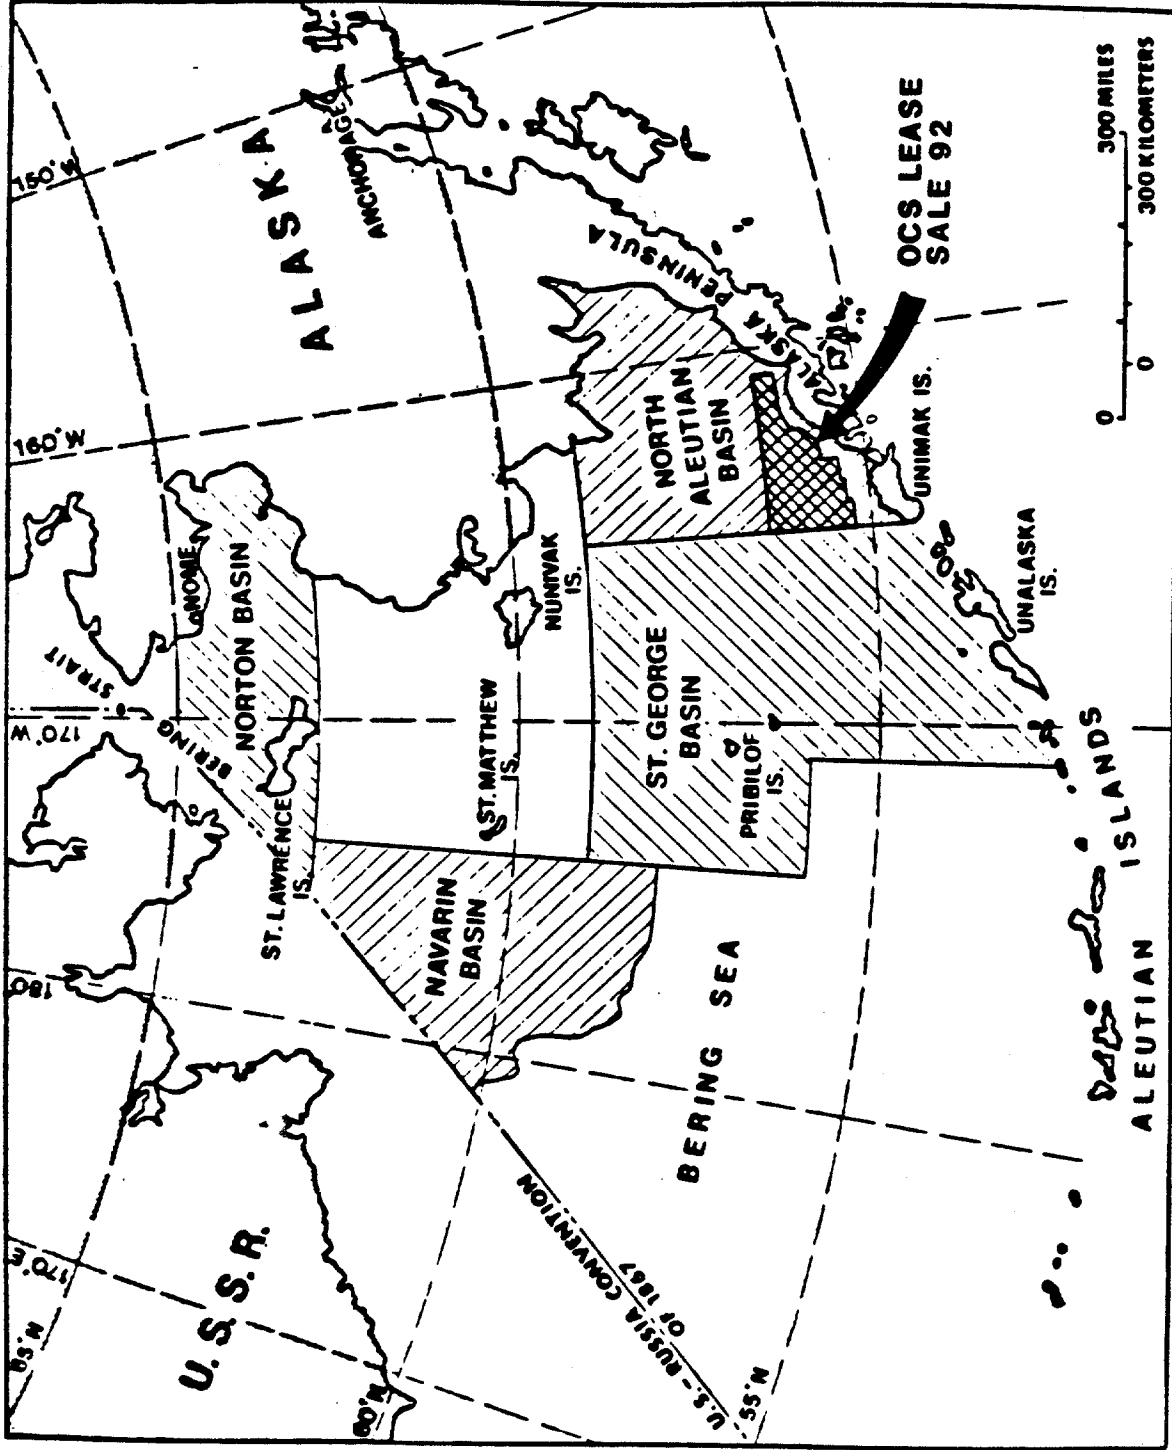 65°N
170°E
180°
170°W
160°W
150°W
U.S.S.R.
BERING
STRAIT
NOME
ALASKA
ANCHORAGE
NORTON BASIN
ST. LAWRENCE
IS.
60°N
NAVARIN
BASIN
ST. MATTHEW
IS.
NUNIVAK
IS.
U.S. - RUSSIA CONVENTION
OF 1867
BERING SEA
ST. GEORGE
BASIN
PRIBILOF
IS.
NORTH
ALEUTIAN
BASIN
ALASKA PENINSULA
55°N
OCS LEASE
SALE 92
UNIMAK IS.
UNALASKA
IS.
ALEUTIAN ISLANDS
0 300 MILES
0 300 KILOMETERS